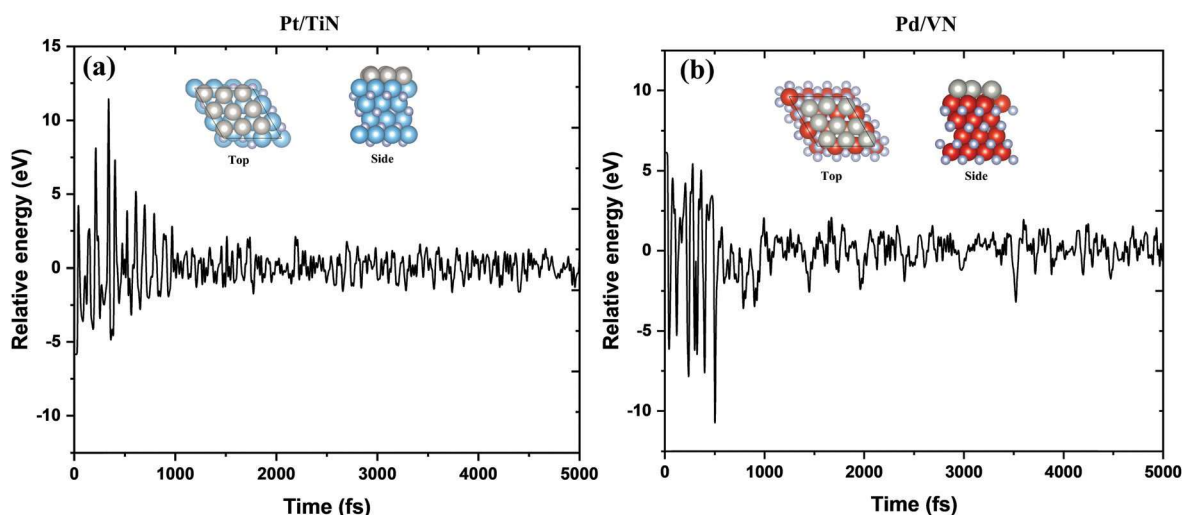 Pt/TiN
(a)
Top
Side
Relative energy (eV)
15
10
5
0
-5
-10
0
1000
2000
3000
4000
5000
Time (fs)
Pd/VN
(b)
Top
Side
Relative energy (eV)
10
5
0
-5
-10
0
1000
2000
3000
4000
5000
Time (fs)